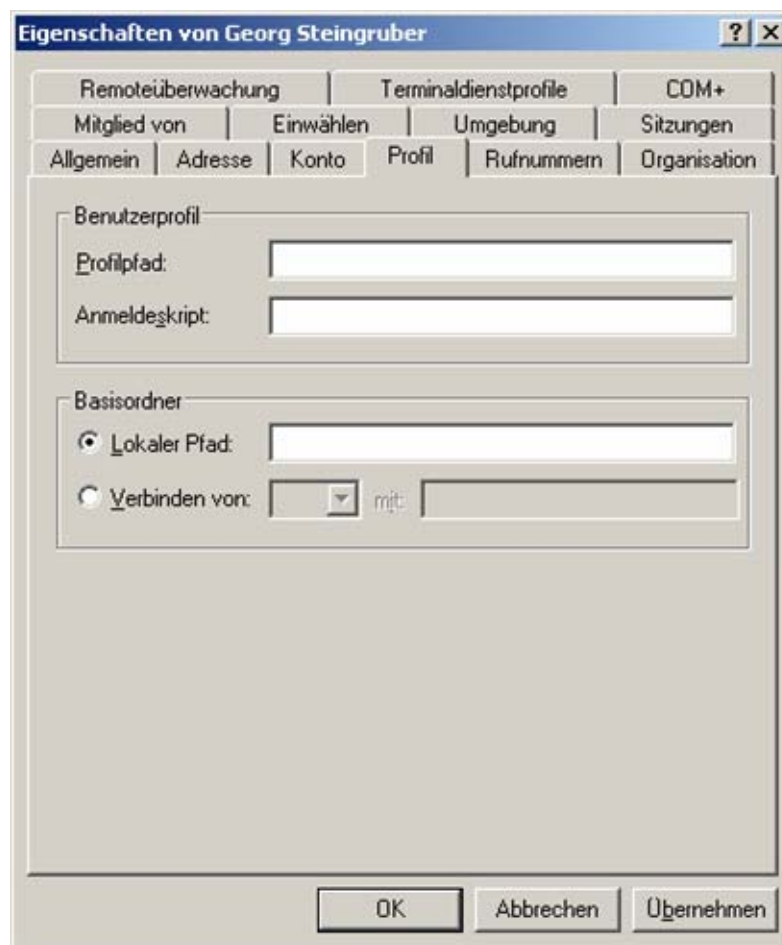 Eigenschaften von Georg Steingruber
Remoteüberwachung Terminaldienstprofile COM+
Mitglied von Einwählen Umgebung Sitzungen
Allgemein Adresse Konto Profil Rufnummern Organisation
Benutzerprofil
Profilpfad:
Anmeldeskript:
Basisordner
Lokaler Pfad:
Verbinden von: mit:
OK Abbrechen Übernehmen